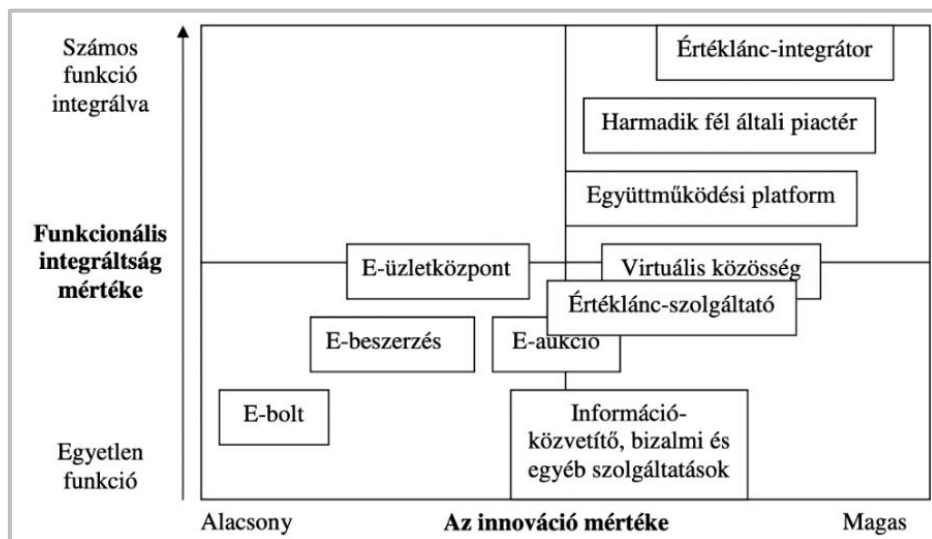 Számos
funkció
integrálva
Értéklánc-integrátor
Harmadik fél általi piactér
Együttműködési platform
Funkcionális
integráltság
mértéke
E-üzletközpont
Virtuális közösség
Értéklánc-szolgáltató
E-beszerzés
E-aukció
E-bolt
Információ-
közvetítő, bizalmi és
egyéb szolgáltatások
Egyetlen
funkció
Alacsony
Az innováció mértéke
Magas